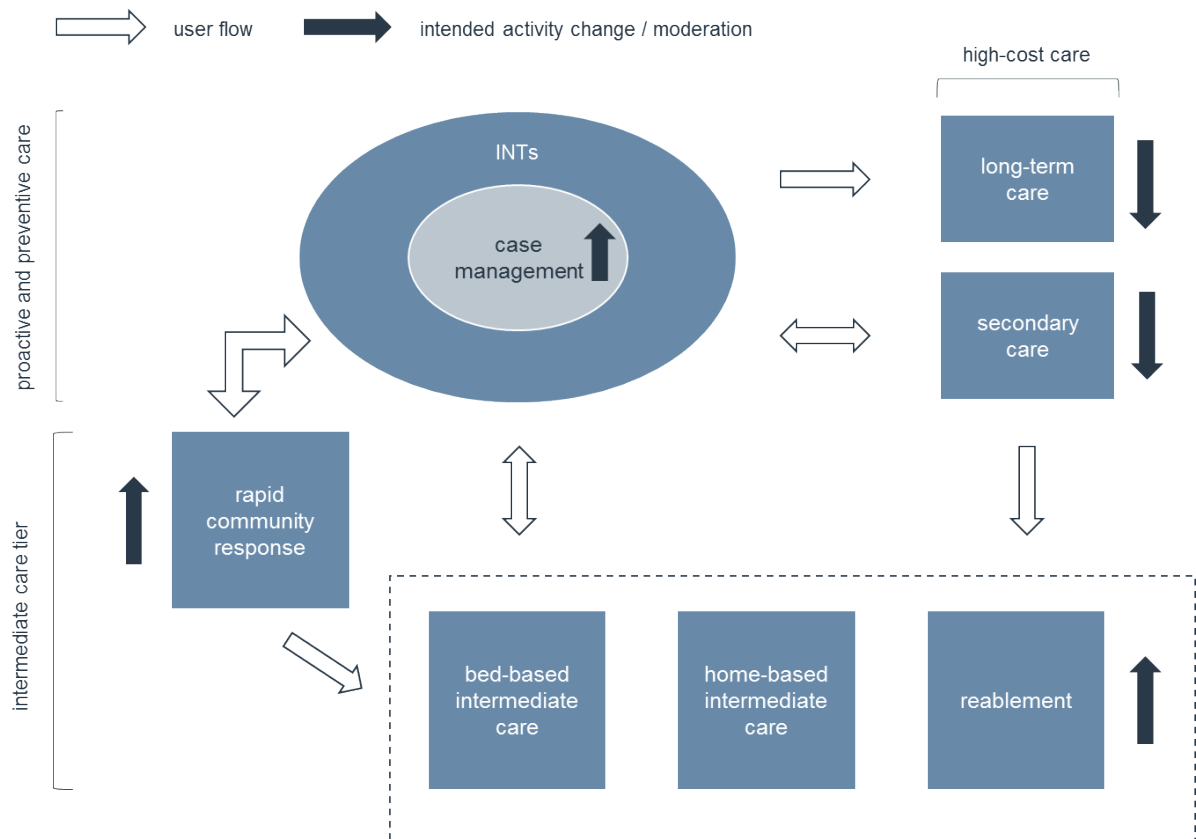 user flow
intended activity change / moderation
high-cost care
proactive and preventive care
INTs
case
management
long-term
care
secondary
care
intermediate care tier
rapid
community
response
bed-based
intermediate
care
home-based
intermediate
care
reablement